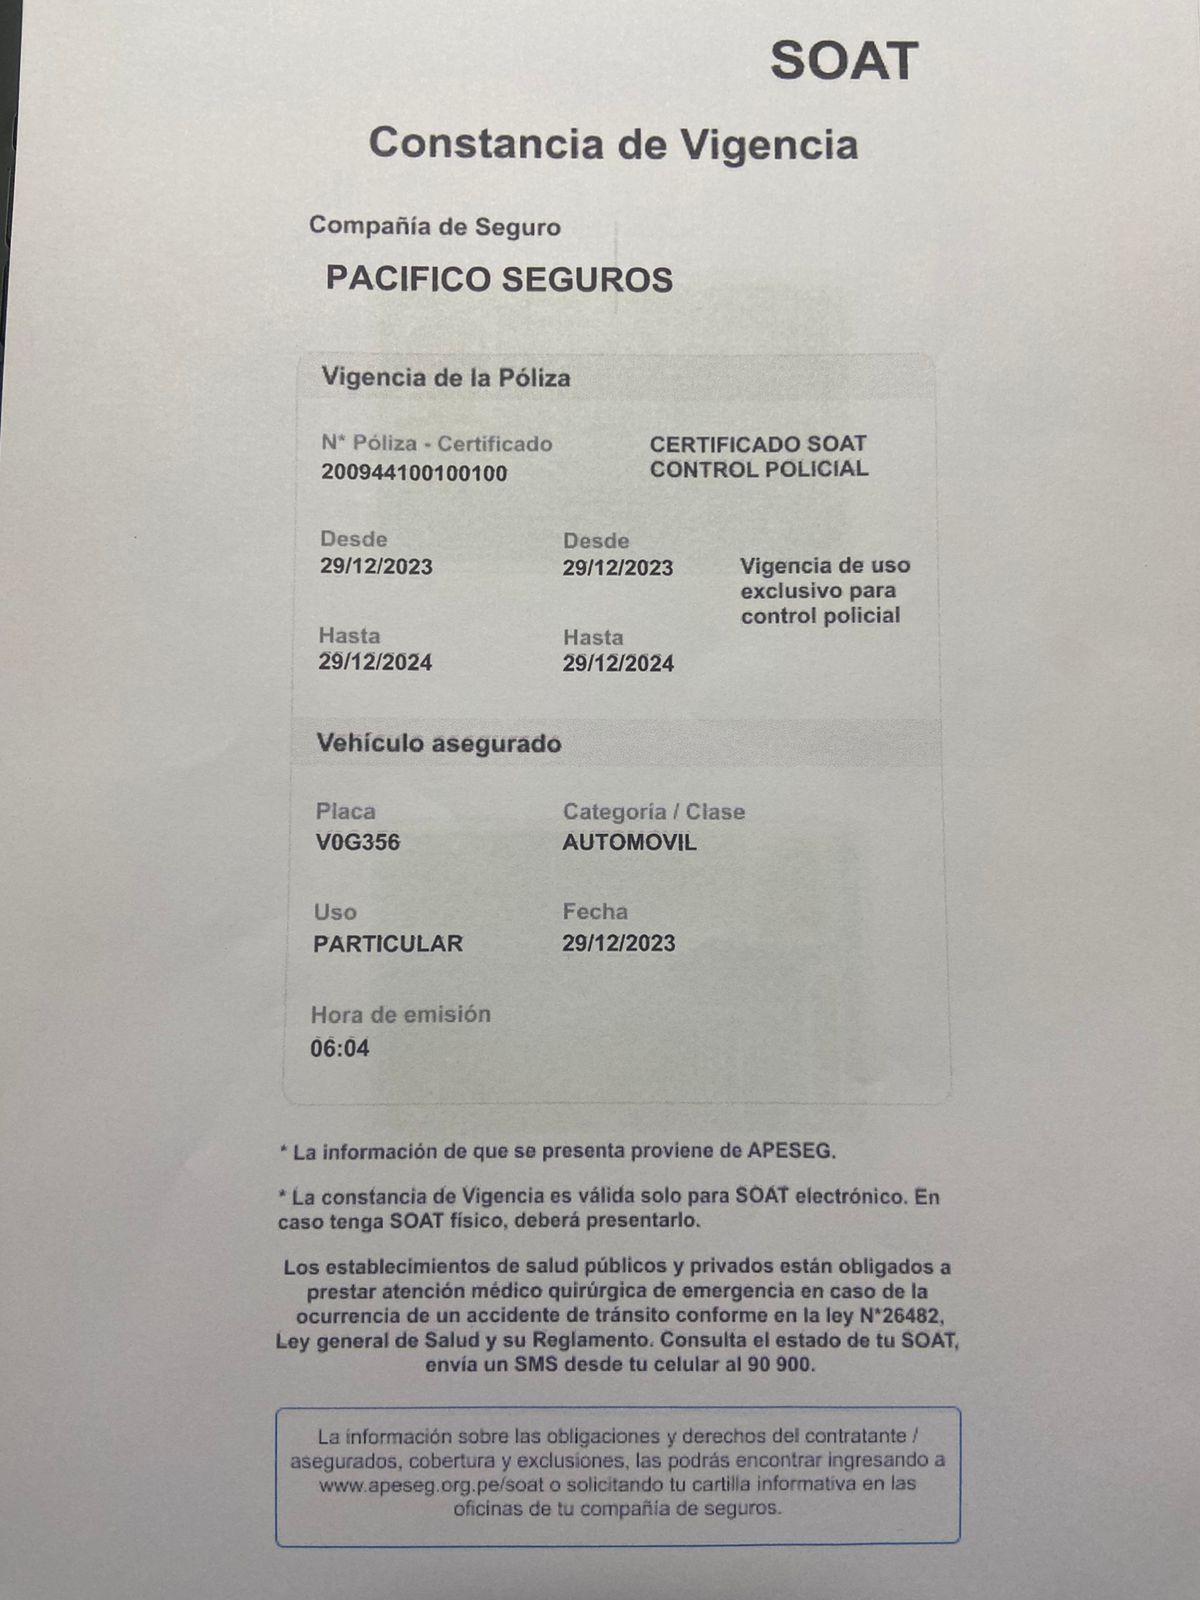 SOAT
Constancia de Vigencia
Compañía de Seguro
PACIFICO SEGUROS
Vigencia de la Póliza
N* Póliza - Certificado
200944100100100
CERTIFICADO SOAT
CONTROL POLICIAL
Desde
29/12/2023
Desde
29/12/2023
Vigencia de uso
exclusivo para
control policial
Hasta
29/12/2024
Hasta
29/12/2024
Vehículo asegurado
Placa
V0G356
Categoría / Clase
AUTOMOVIL
Uso
PARTICULAR
Fecha
29/12/2023
Hora de emisión
06:04
* La información de que se presenta proviene de APESEG.
* La constancia de Vigencia es válida solo para SOAT electrónico. En
caso tenga SOAT físico, deberá presentarlo.
Los establecimientos de salud públicos y privados están obligados a
prestar atención médico quirúrgica de emergencia en caso de la
ocurrencia de un accidente de tránsito conforme en la ley N*26482,
Ley general de Salud y su Reglamento. Consulta el estado de tu SOAT,
envía un SMS desde tu celular al 90 900.
La información sobre las obligaciones y derechos del contratante /
asegurados, cobertura y exclusiones, las podrás encontrar ingresando a
www.apeseg.org.pe/soat o solicitando tu cartilla informativa en las
oficinas de tu compañía de seguros.